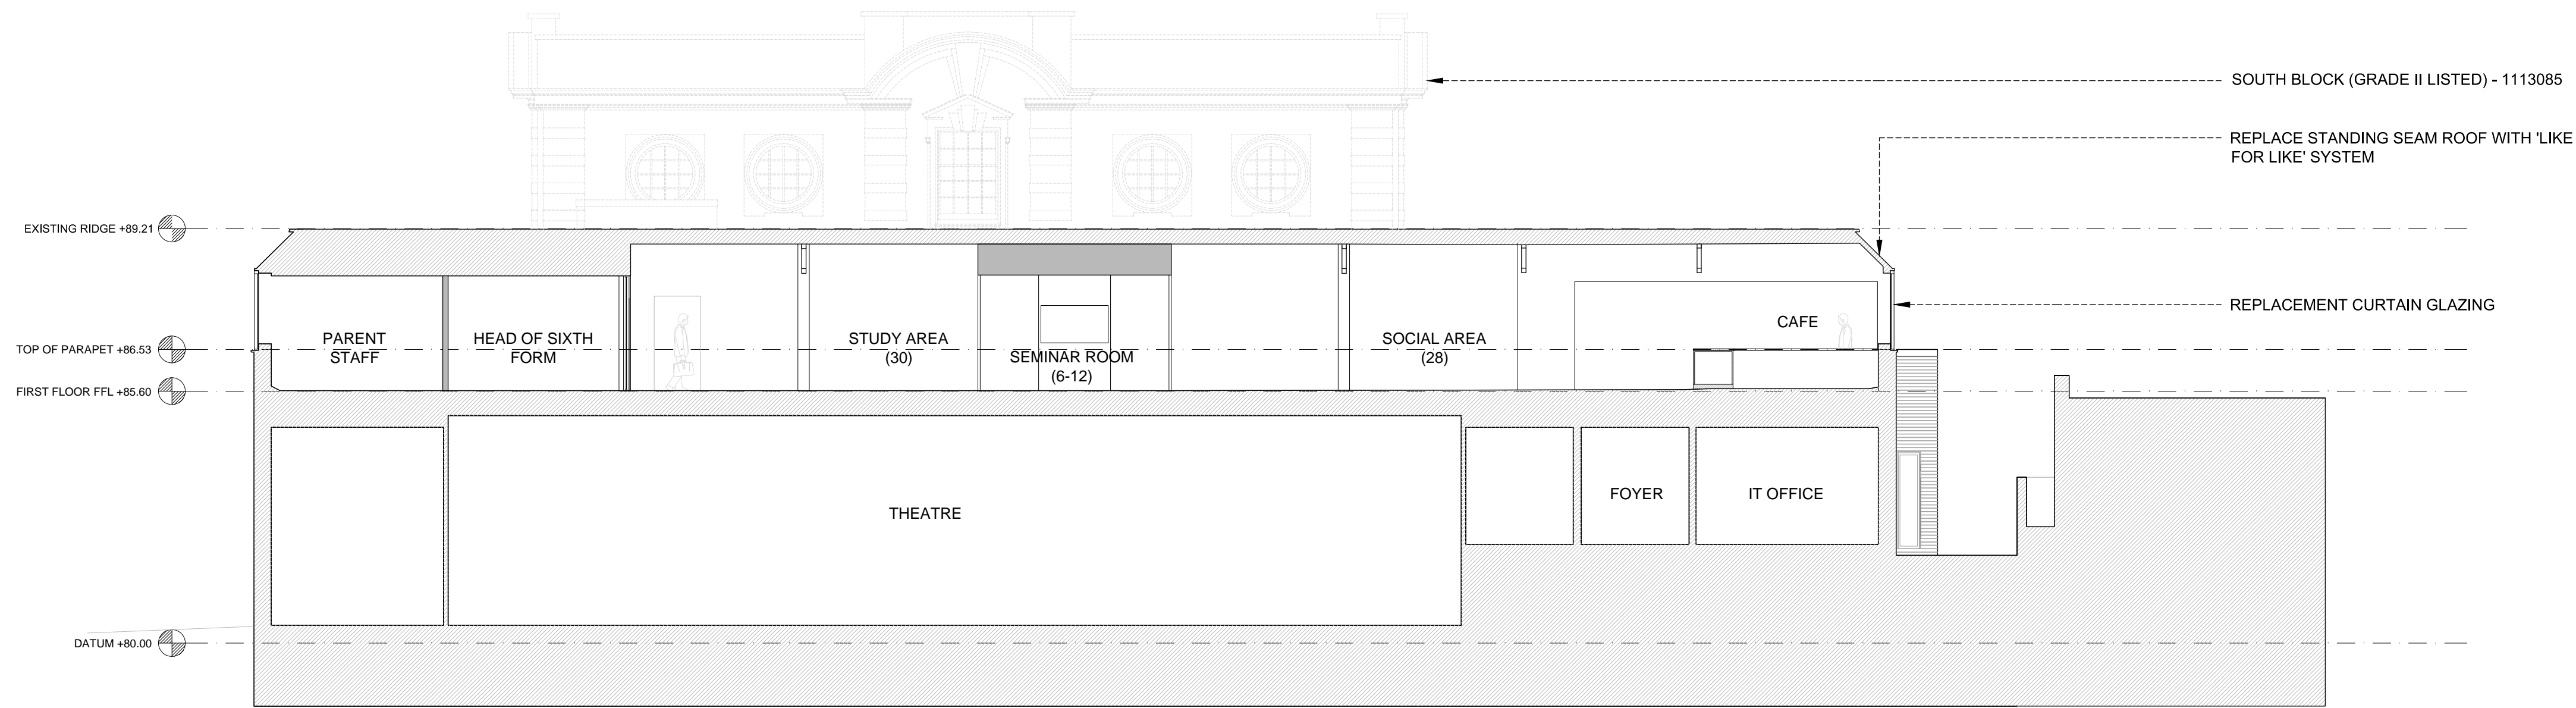 SOUTH BLOCK (GRADE II LISTED) - 1113085
REPLACE STANDING SEAM ROOF WITH 'LIKE
FOR LIKE' SYSTEM
EXISTING RIDGE +89.21
REPLACEMENT CURTAIN GLAZING
CAFE
PARENT
STAFF
HEAD OF SIXTH
FORM
STUDY AREA
(30)
SEMINAR ROOM
(6-12)
SOCIAL AREA
(28)
TOP OF PARAPET +86.53
FIRST FLOOR FFL +85.60
THEATRE
FOYER
IT OFFICE
DATUM +80.00